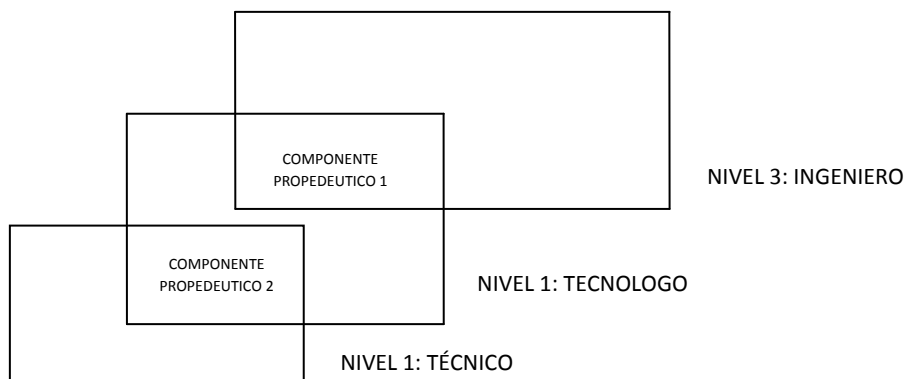 COMPONENTE
PROPEDEUTICO 1
NIVEL 3: INGENIERO
COMPONENTE
PROPEDEUTICO 2
NIVEL 1: TECNOLOGO
NIVEL 1: TÉCNICO